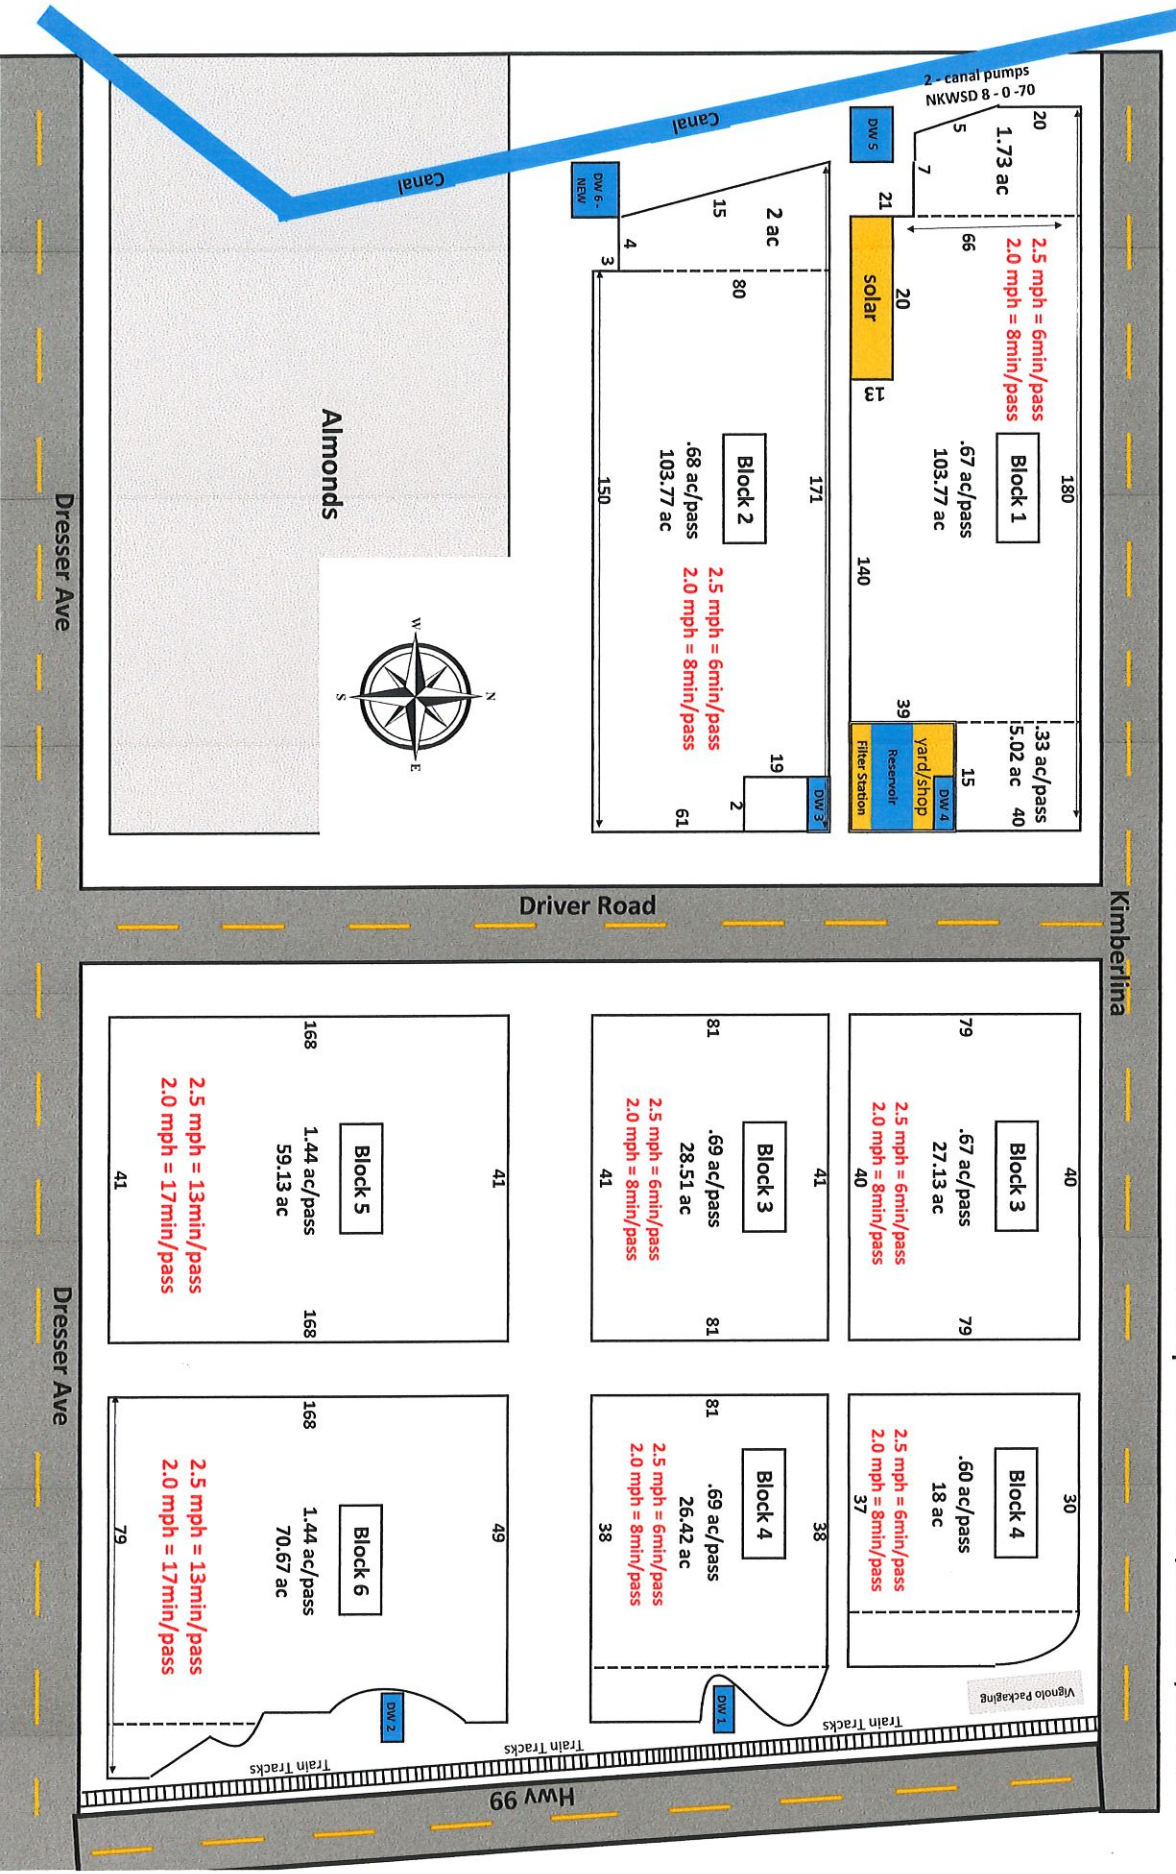 Kimberlina
2 - canal pumps
NKWSD 8 - 0 -70
20
5
1.73 ac
7
21
DW 5
66
180
2.5 mph = 6min/pass
2.0 mph = 8min/pass
Block 1
.67 ac/pass
103.77 ac
solar
20
13
140
.33 ac/pass
5.02 ac
40
15
39
DW 4
yard/shop
Reservoir
Filter Station
Canal
Canal
DW 6 -
NEW
2 ac
15
4
3
80
171
Block 2
.68 ac/pass
103.77 ac
150
2.5 mph = 6min/pass
2.0 mph = 8min/pass
DW 3
19
2
61
Almonds
W
N
E
S
Driver Road
40
79
Block 3
.67 ac/pass
27.13 ac
79
2.5 mph = 6min/pass
2.0 mph = 8min/pass
40
30
Block 4
.60 ac/pass
18 ac
2.5 mph = 6min/pass
2.0 mph = 8min/pass
37
Vignolo Packaging
41
81
Block 3
.69 ac/pass
28.51 ac
81
2.5 mph = 6min/pass
2.0 mph = 8min/pass
41
38
81
Block 4
.69 ac/pass
26.42 ac
2.5 mph = 6min/pass
2.0 mph = 8min/pass
38
DW 1
Train Tracks
Train Tracks
Train Tracks
Hwy 99
41
168
Block 5
1.44 ac/pass
59.13 ac
168
2.5 mph = 13min/pass
2.0 mph = 17min/pass
41
49
168
Block 6
1.44 ac/pass
70.67 ac
2.5 mph = 13min/pass
2.0 mph = 17min/pass
79
DW 2
Dresser Ave
Dresser Ave